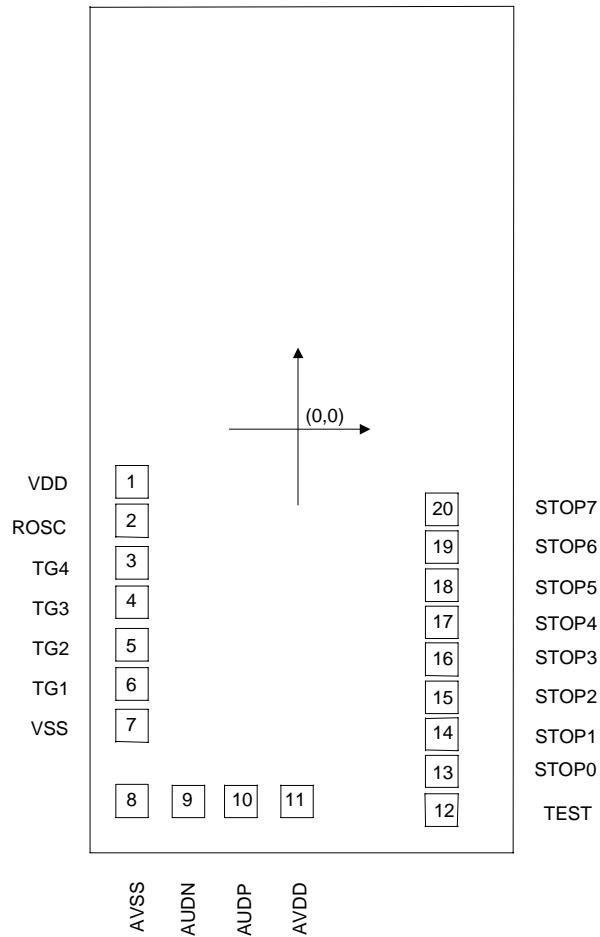 (0,0)
VDD 1
20 STOP7
ROSC 2
19 STOP6
TG4 3
18 STOP5
TG3 4
17 STOP4
TG2 5
16 STOP3
TG1 6
15 STOP2
VSS 7
14 STOP1
13 STOP0
8 9 10 11
12 TEST
AVSS
AUDN
AUDP
AVDD